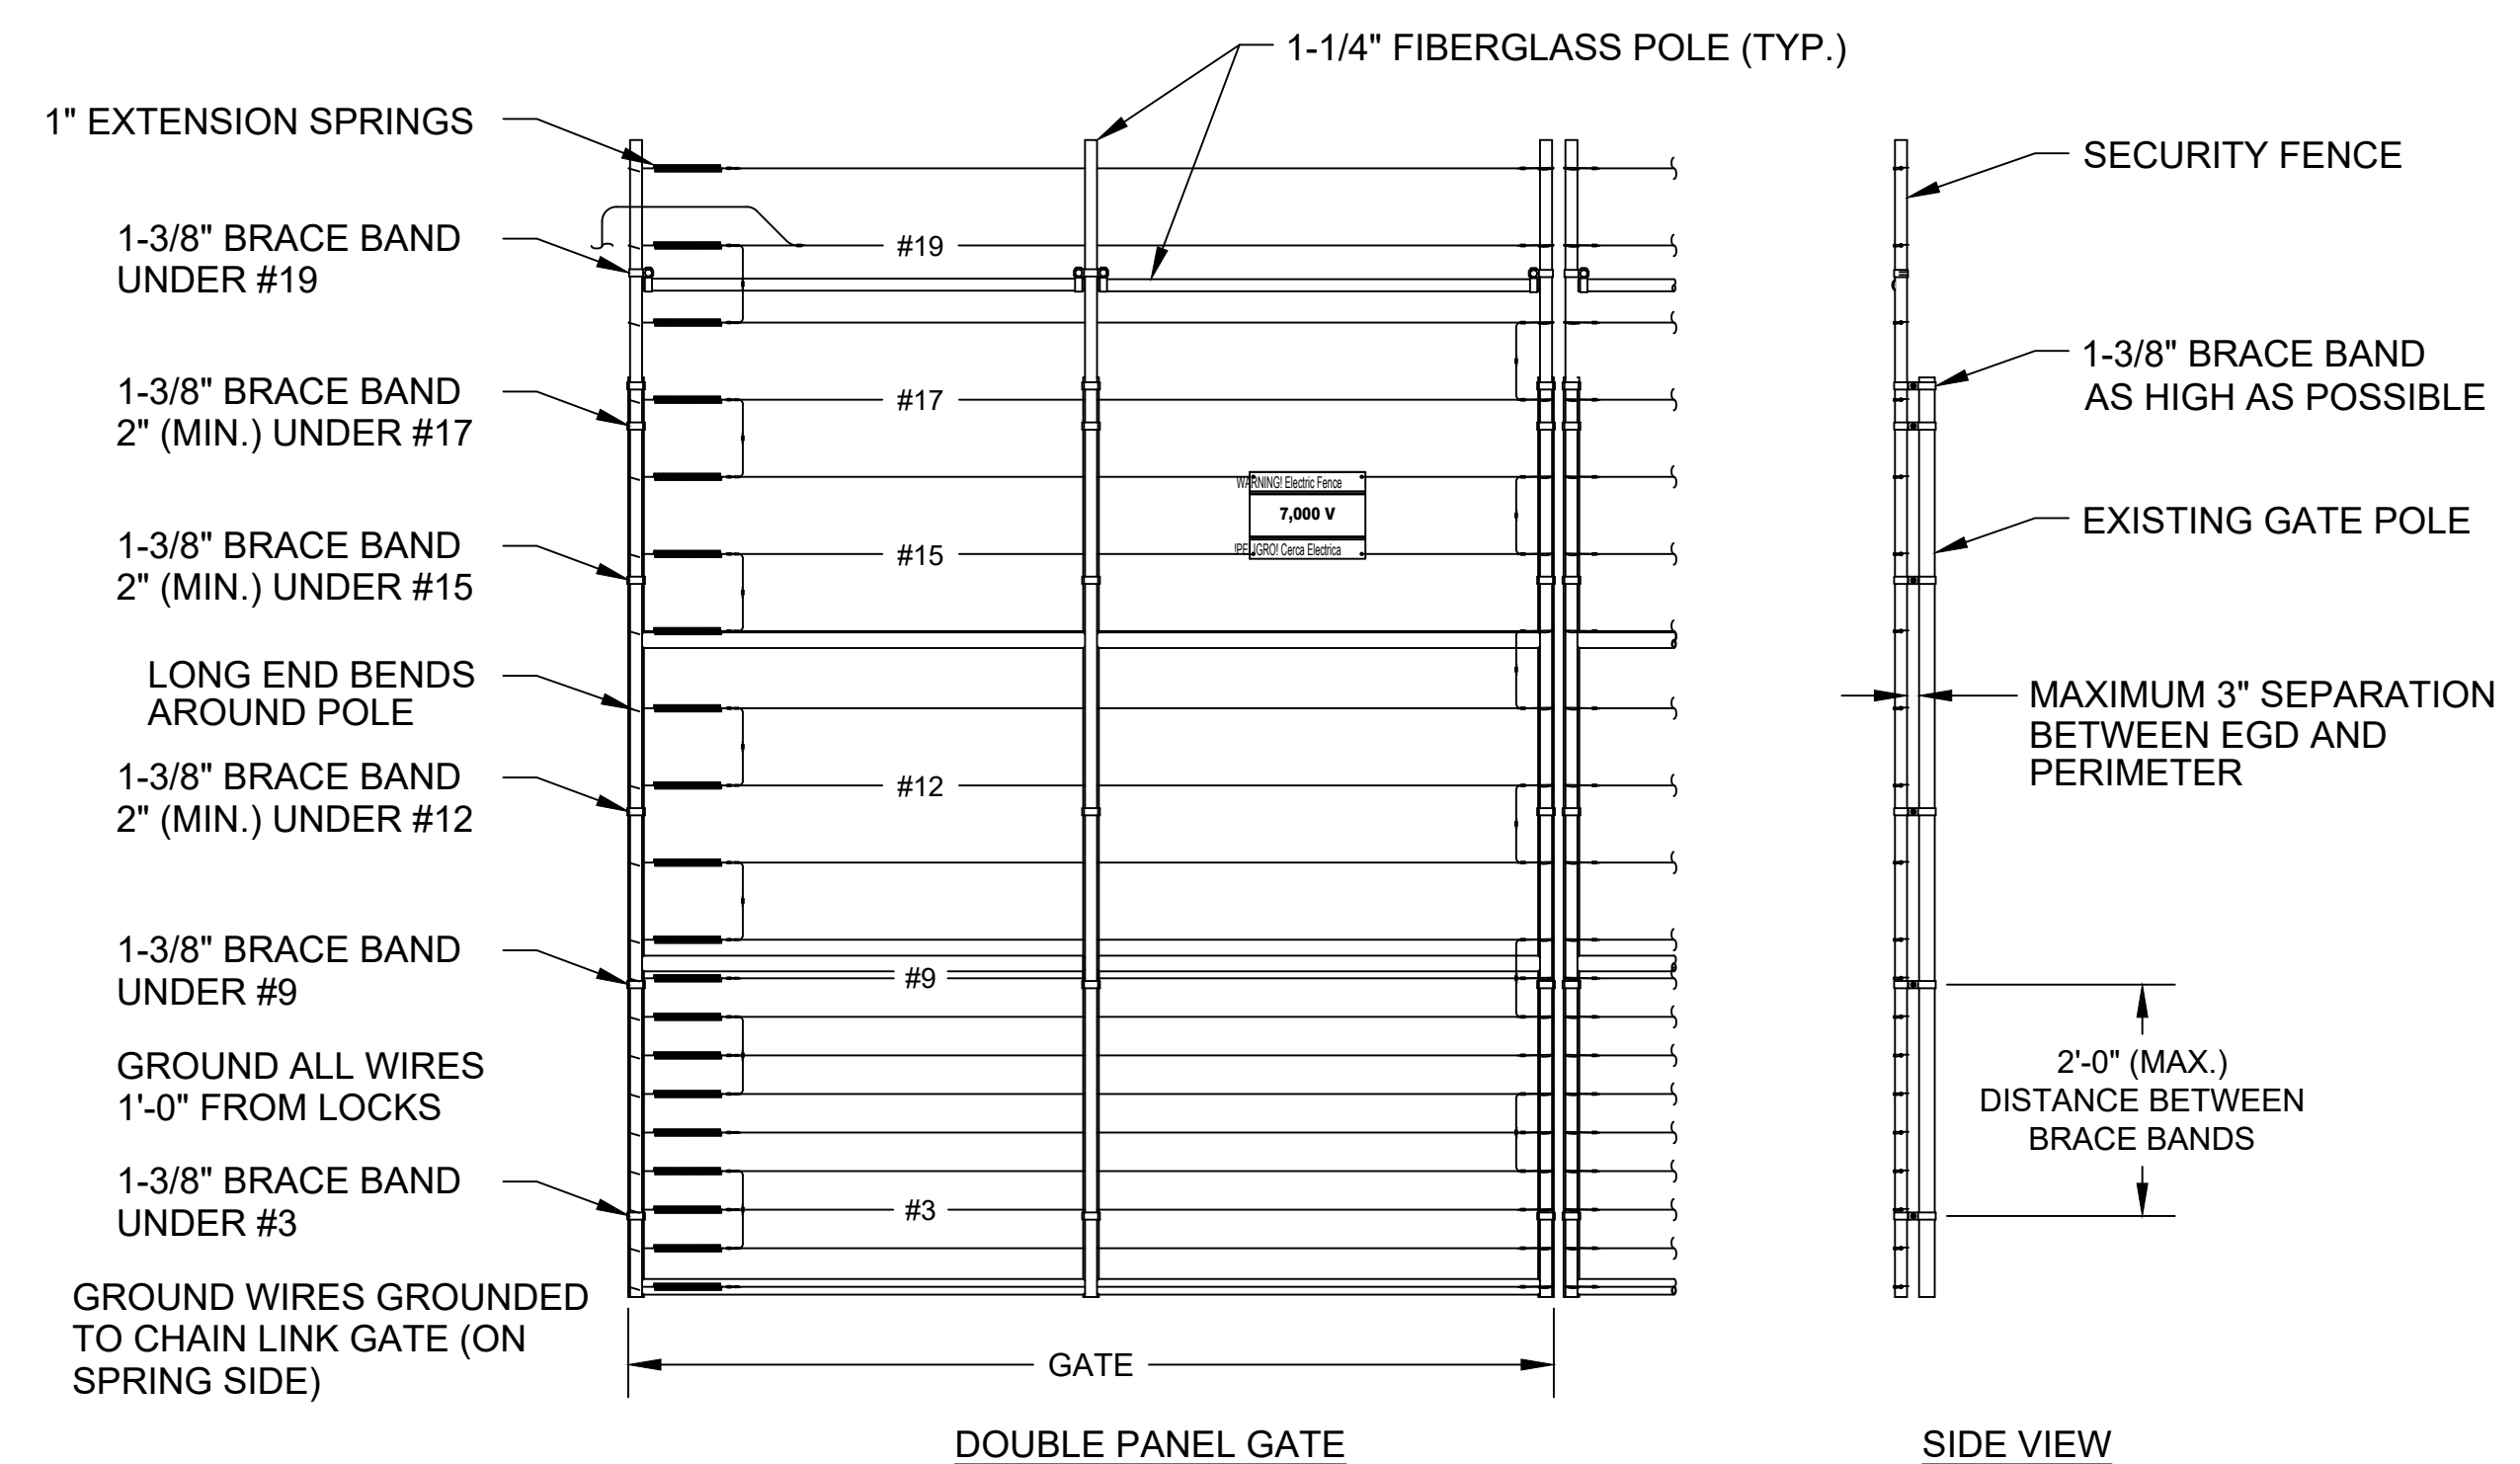 1-1/4" FIBERGLASS POLE (TYP.)
1" EXTENSION SPRINGS
SECURITY FENCE
1-3/8" BRACE BAND
UNDER #19
#19
1-3/8" BRACE BAND
AS HIGH AS POSSIBLE
1-3/8" BRACE BAND
2" (MIN.) UNDER #17
#17
WARNING! Electric Fence
7,000 V
!PELIGRO! Cerca Electrica
EXISTING GATE POLE
1-3/8" BRACE BAND
2" (MIN.) UNDER #15
#15
LONG END BENDS
AROUND POLE
MAXIMUM 3" SEPARATION
BETWEEN EGD AND
PERIMETER
1-3/8" BRACE BAND
2" (MIN.) UNDER #12
#12
1-3/8" BRACE BAND
UNDER #9
#9
GROUND ALL WIRES
1'-0" FROM LOCKS
2'-0" (MAX.)
DISTANCE BETWEEN
BRACE BANDS
1-3/8" BRACE BAND
UNDER #3
#3
GROUND WIRES GROUNDED
TO CHAIN LINK GATE (ON
SPRING SIDE)
GATE
DOUBLE PANEL GATE
SIDE VIEW